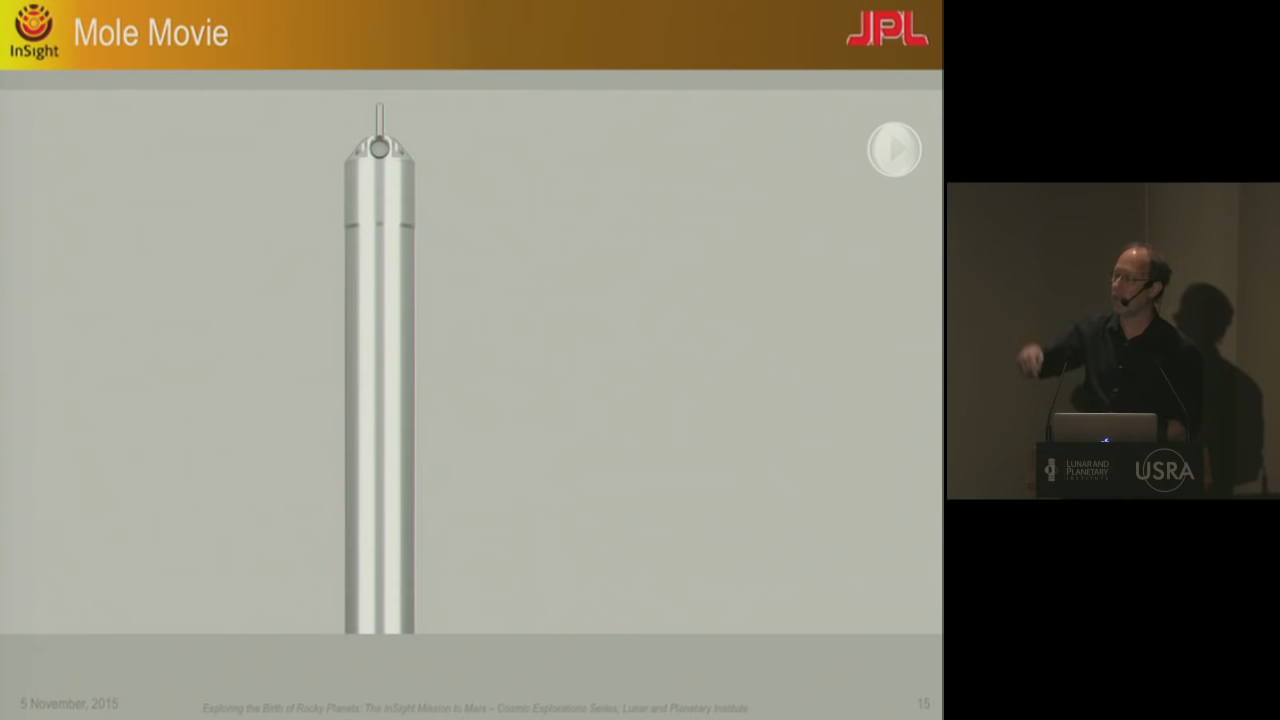 InSight
Mole Movie
JPL
5 November, 2015
Exploring the Birth of Rocky Planets: The InSight Mission to Mars – Cosmic Explorations Series, Lunar and Planetary Institute
15
LUNAR AND
PLANETARY
INSTITUTE
USRA